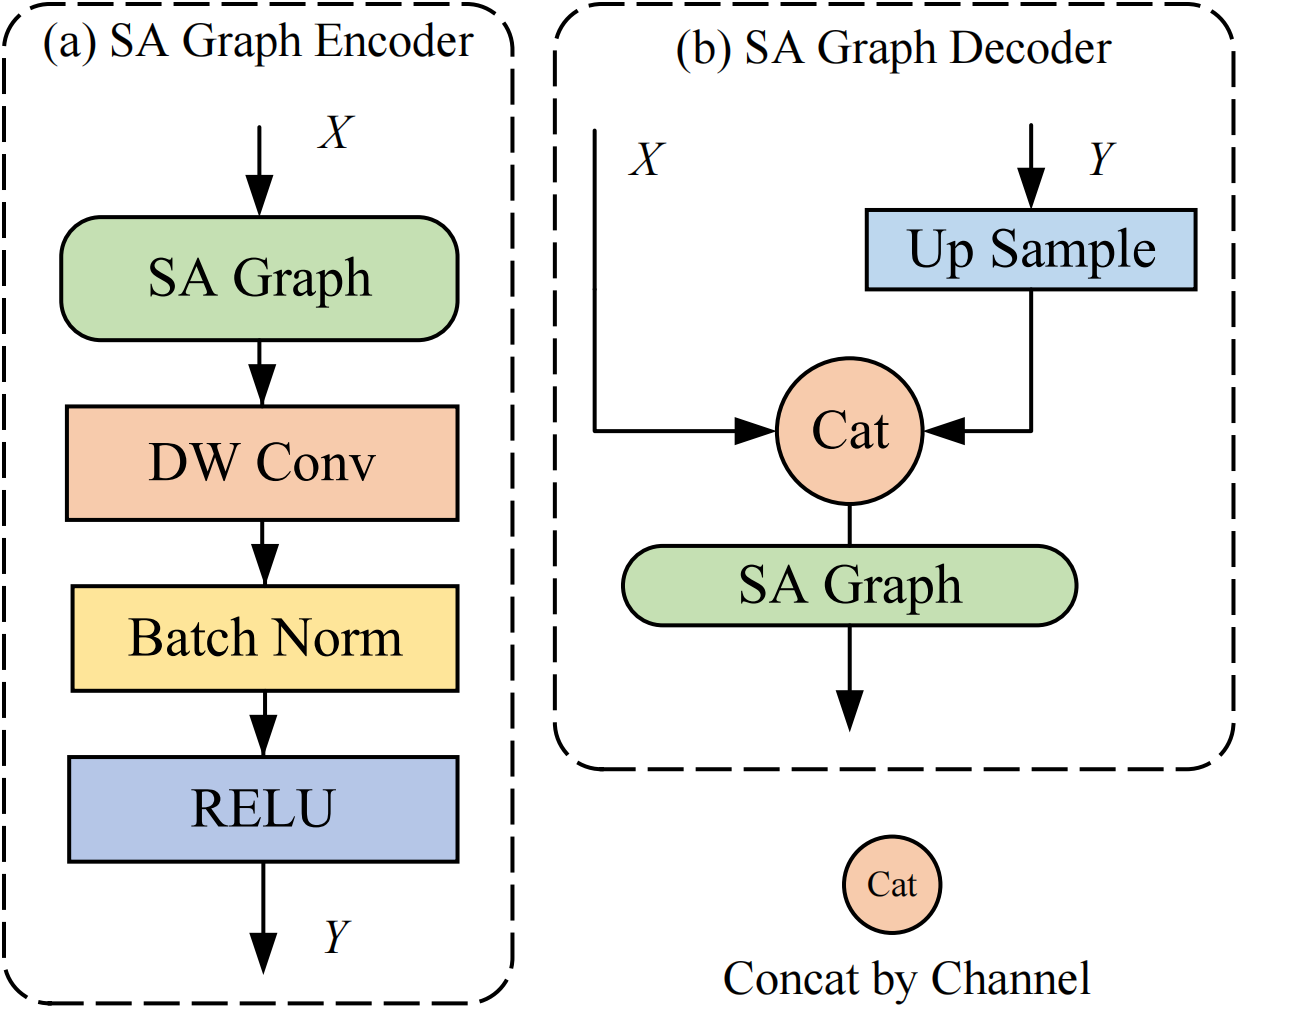 (a) SA Graph Encoder
X
SA Graph
DW Conv
Batch Norm
RELU
Y
(b) SA Graph Decoder
X
Y
Up Sample
Cat
SA Graph
Cat
Concat by Channel